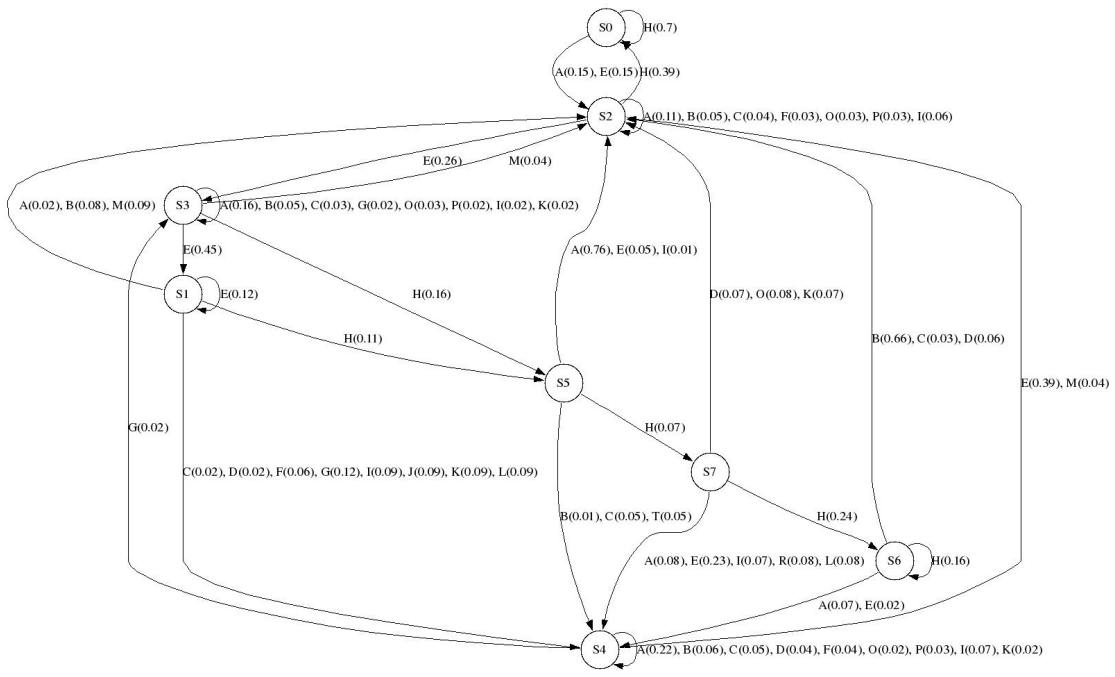 S0
H(0.7)
A(0.15), E(0.15)
H(0.39)
S2
A(0.11), B(0.05), C(0.04), F(0.03), O(0.03), P(0.03), I(0.06)
E(0.26)
M(0.04)
A(0.02), B(0.08), M(0.09)
S3
A(0.16), B(0.05), C(0.03), G(0.02), O(0.03), P(0.02), I(0.02), K(0.02)
E(0.45)
A(0.76), E(0.05), I(0.01)
S1
E(0.12)
H(0.16)
D(0.07), O(0.08), K(0.07)
H(0.11)
B(0.66), C(0.03), D(0.06)
S5
E(0.39), M(0.04)
G(0.02)
H(0.07)
C(0.02), D(0.02), F(0.06), G(0.12), I(0.09), J(0.09), K(0.09), L(0.09)
S7
B(0.01), C(0.05), T(0.05)
H(0.24)
A(0.08), E(0.23), I(0.07), R(0.08), L(0.08)
S6
H(0.16)
A(0.07), E(0.02)
S4
A(0.22), B(0.06), C(0.05), D(0.04), F(0.04), O(0.02), P(0.03), I(0.07), K(0.02)